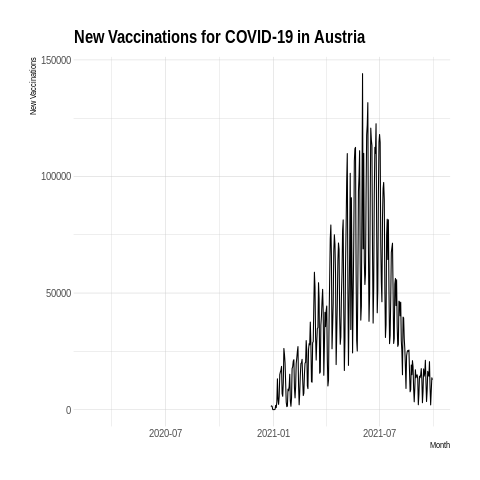 New Vaccinations for COVID-19 in Austria
New Vaccinations
150000
100000
50000
0
2020-07
2021-01
2021-07
Month